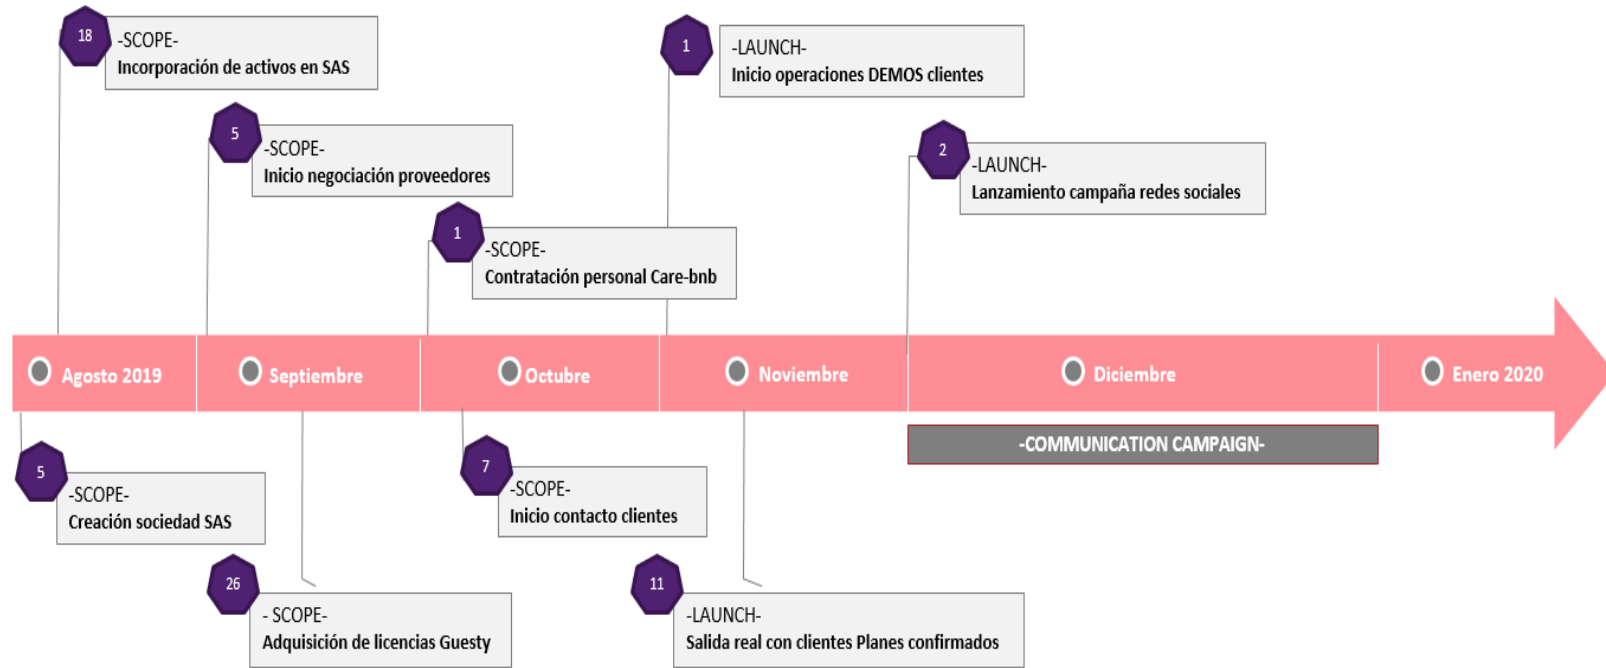 18
-SCOPE-
Incorporación de activos en SAS
1
-LAUNCH-
Inicio operaciones DEMOS clientes
5
-SCOPE-
Inicio negociación proveedores
2
-LAUNCH-
Lanzamiento campaña redes sociales
1
-SCOPE-
Contratación personal Care-bnb
Agosto 2019
Septiembre
Octubre
Noviembre
Diciembre
Enero 2020
-COMMUNICATION CAMPAIGN-
5
-SCOPE-
Creación sociedad SAS
7
-SCOPE-
Inicio contacto clientes
26
- SCOPE-
Adquisición de licencias Guesty
11
-LAUNCH-
Salida real con clientes Planes confirmados